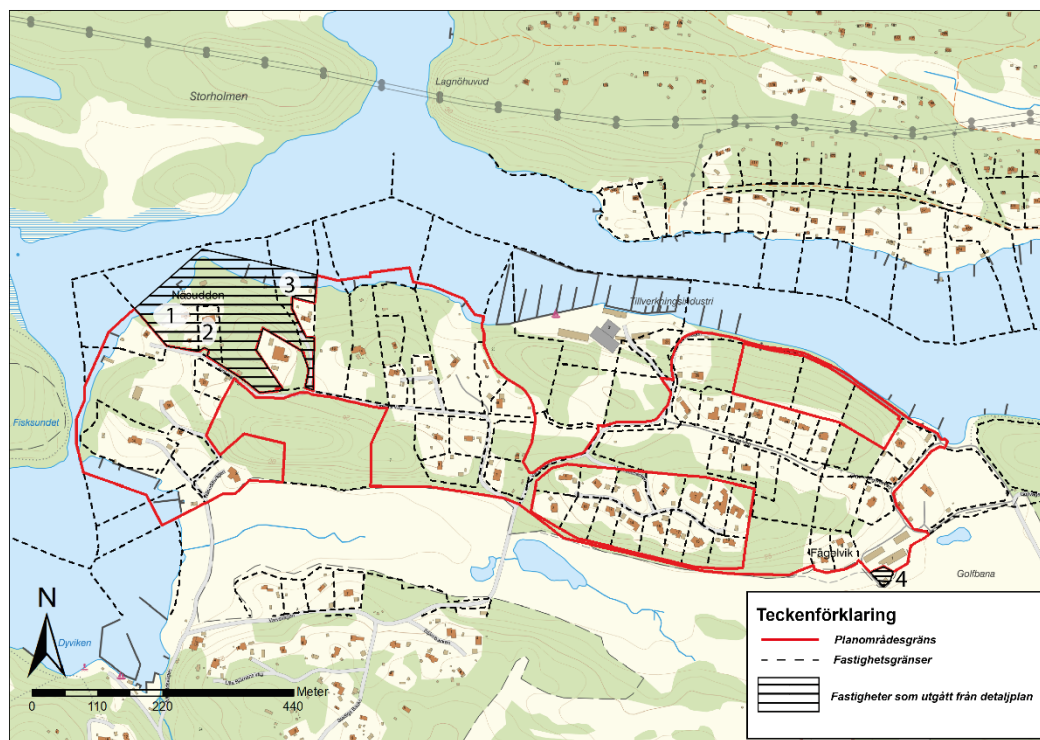 Lagnöhuvud
Storholmen
Näsudden
3
1
2
Tillverkningsindustri
Fisksundet
Fågelvik
4
Golfbana
N
Dyviken
Meter
0 110 220 440
Teckenförklaring
Planområdesgräns
Fastighetsgränser
Fastigheter som utgått från detaljplan